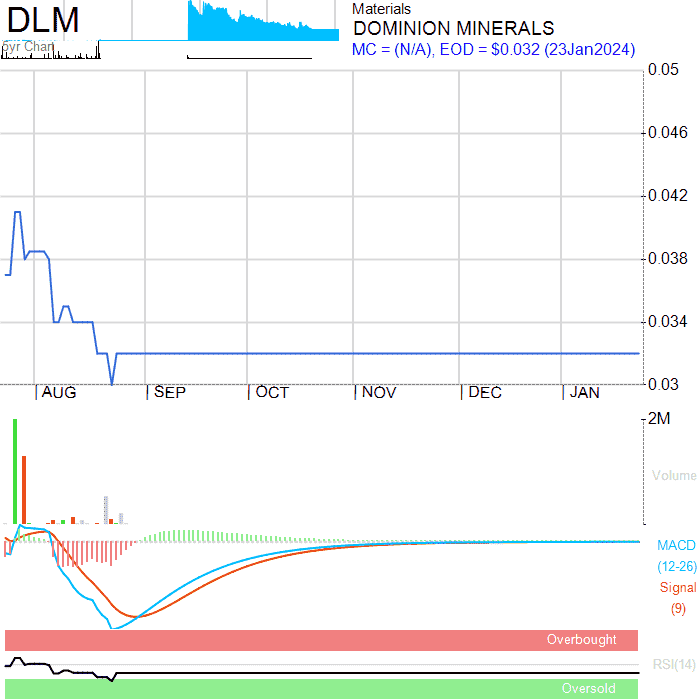 DLM
5yr Chart
Materials
DOMINION MINERALS
MC = (N/A), EOD = $0.032 (23Jan2024)
0.05
0.046
0.042
0.038
0.034
0.03
AUG
SEP
OCT
NOV
DEC
JAN
2M
Volume
MACD
(12-26)
Signal
(9)
Overbought
RSI(14)
Oversold